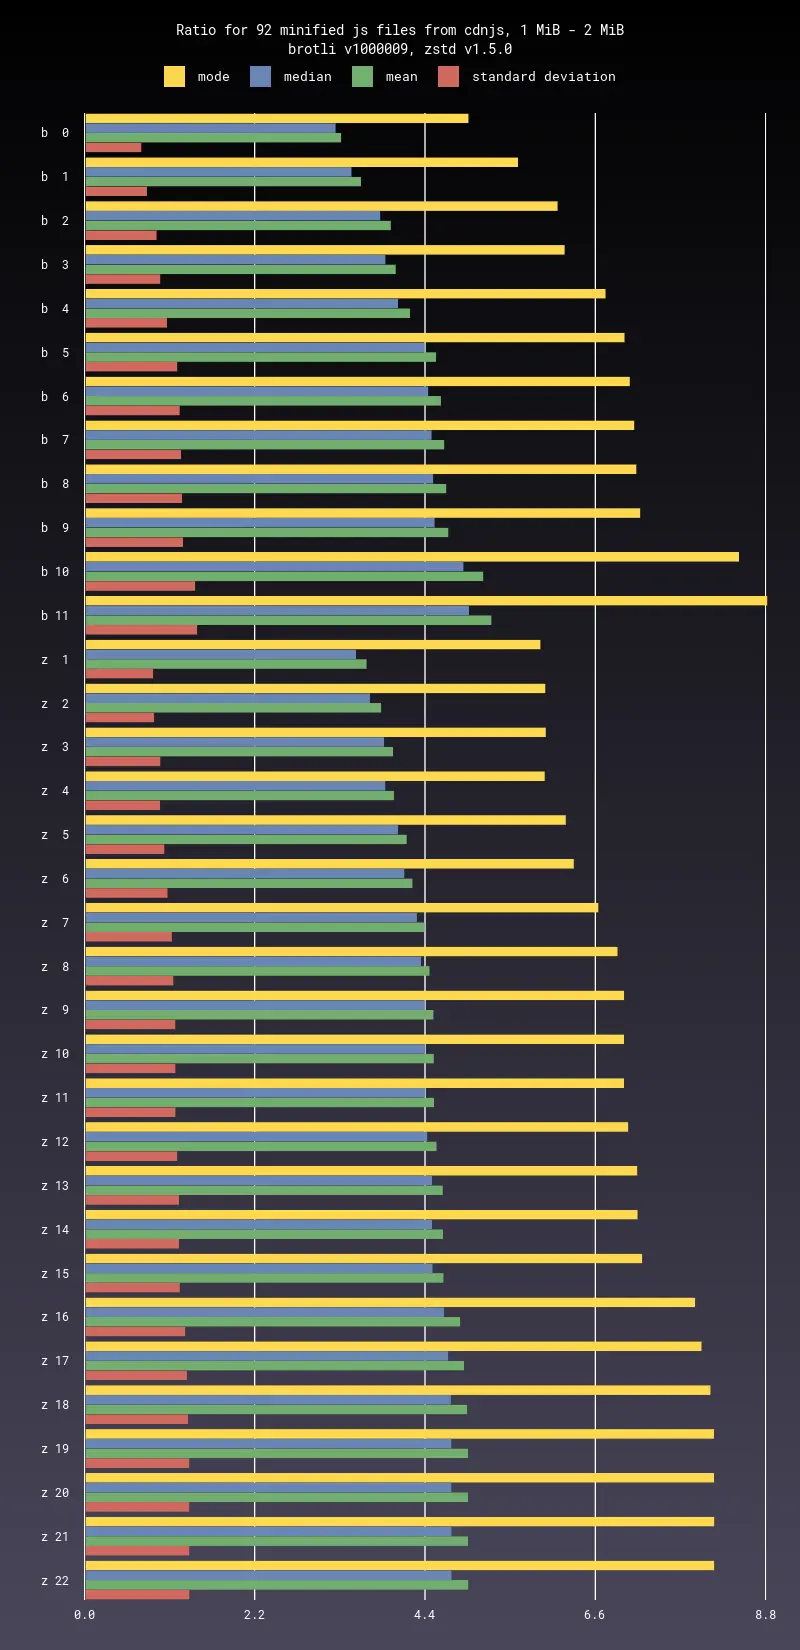 Ratio for 92 minified js files from cdnjs, 1 MiB - 2 MiB
brotli v1000009, zstd v1.5.0
mode median mean standard deviation
b 0
b 1
b 2
b 3
b 4
b 5
b 6
b 7
b 8
b 9
b 10
b 11
z 1
z 2
z 3
z 4
z 5
z 6
z 7
z 8
z 9
z 10
z 11
z 12
z 13
z 14
z 15
z 16
z 17
z 18
z 19
z 20
z 21
z 22
0.0 2.2 4.4 6.6 8.8